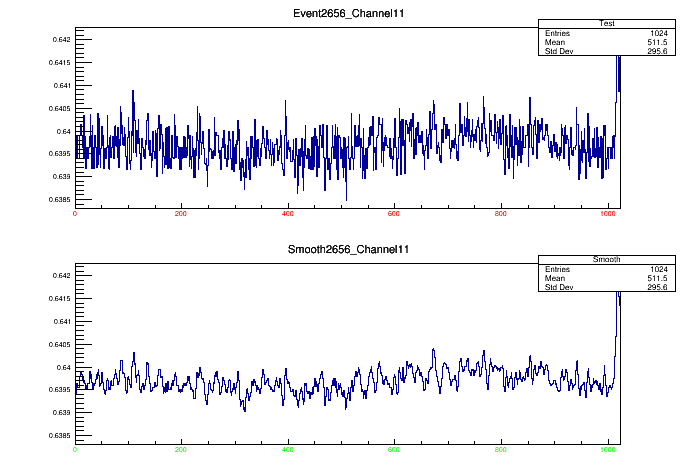 Event2656_Channel11
Test
Entries 1024
Mean 511.5
Std Dev 295.6
0.642
0.6415
0.641
0.6405
0.64
0.6395
0.639
0.6385
0 200 400 600 800 1000
Smooth2656_Channel11
Smooth
Entries 1024
Mean 511.5
Std Dev 295.6
0.642
0.6415
0.641
0.6405
0.64
0.6395
0.639
0.6385
0 200 400 600 800 1000